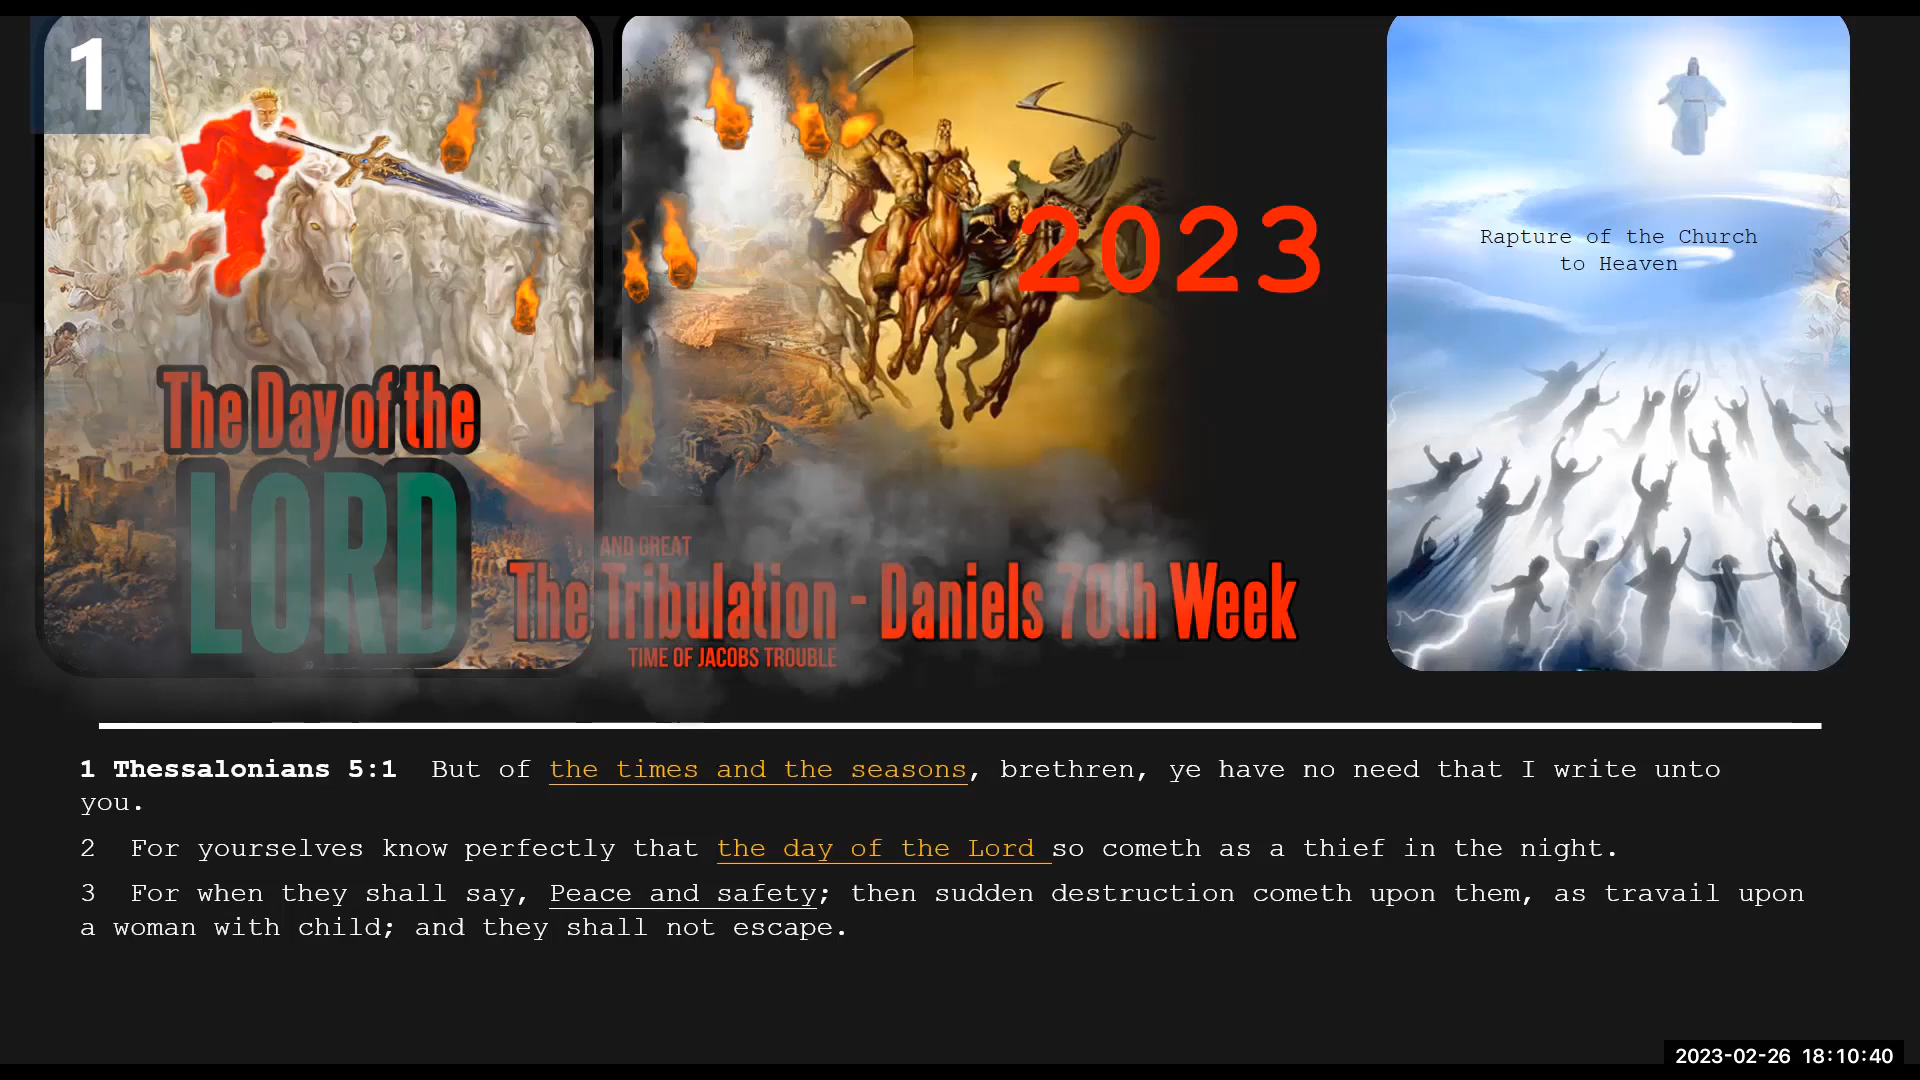 1
2023
Rapture of the Church
to Heaven
The Day of the
LORD
AND GREAT
The Tribulation - Daniels 70th Week
TIME OF JACOBS TROUBLE
1 Thessalonians 5:1 But of the times and the seasons, brethren, ye have no need that I write unto
you.
2 For yourselves know perfectly that the day of the Lord so cometh as a thief in the night.
3 For when they shall say, Peace and safety; then sudden destruction cometh upon them, as travail upon
a woman with child; and they shall not escape.
2023-02-26 18:10:40